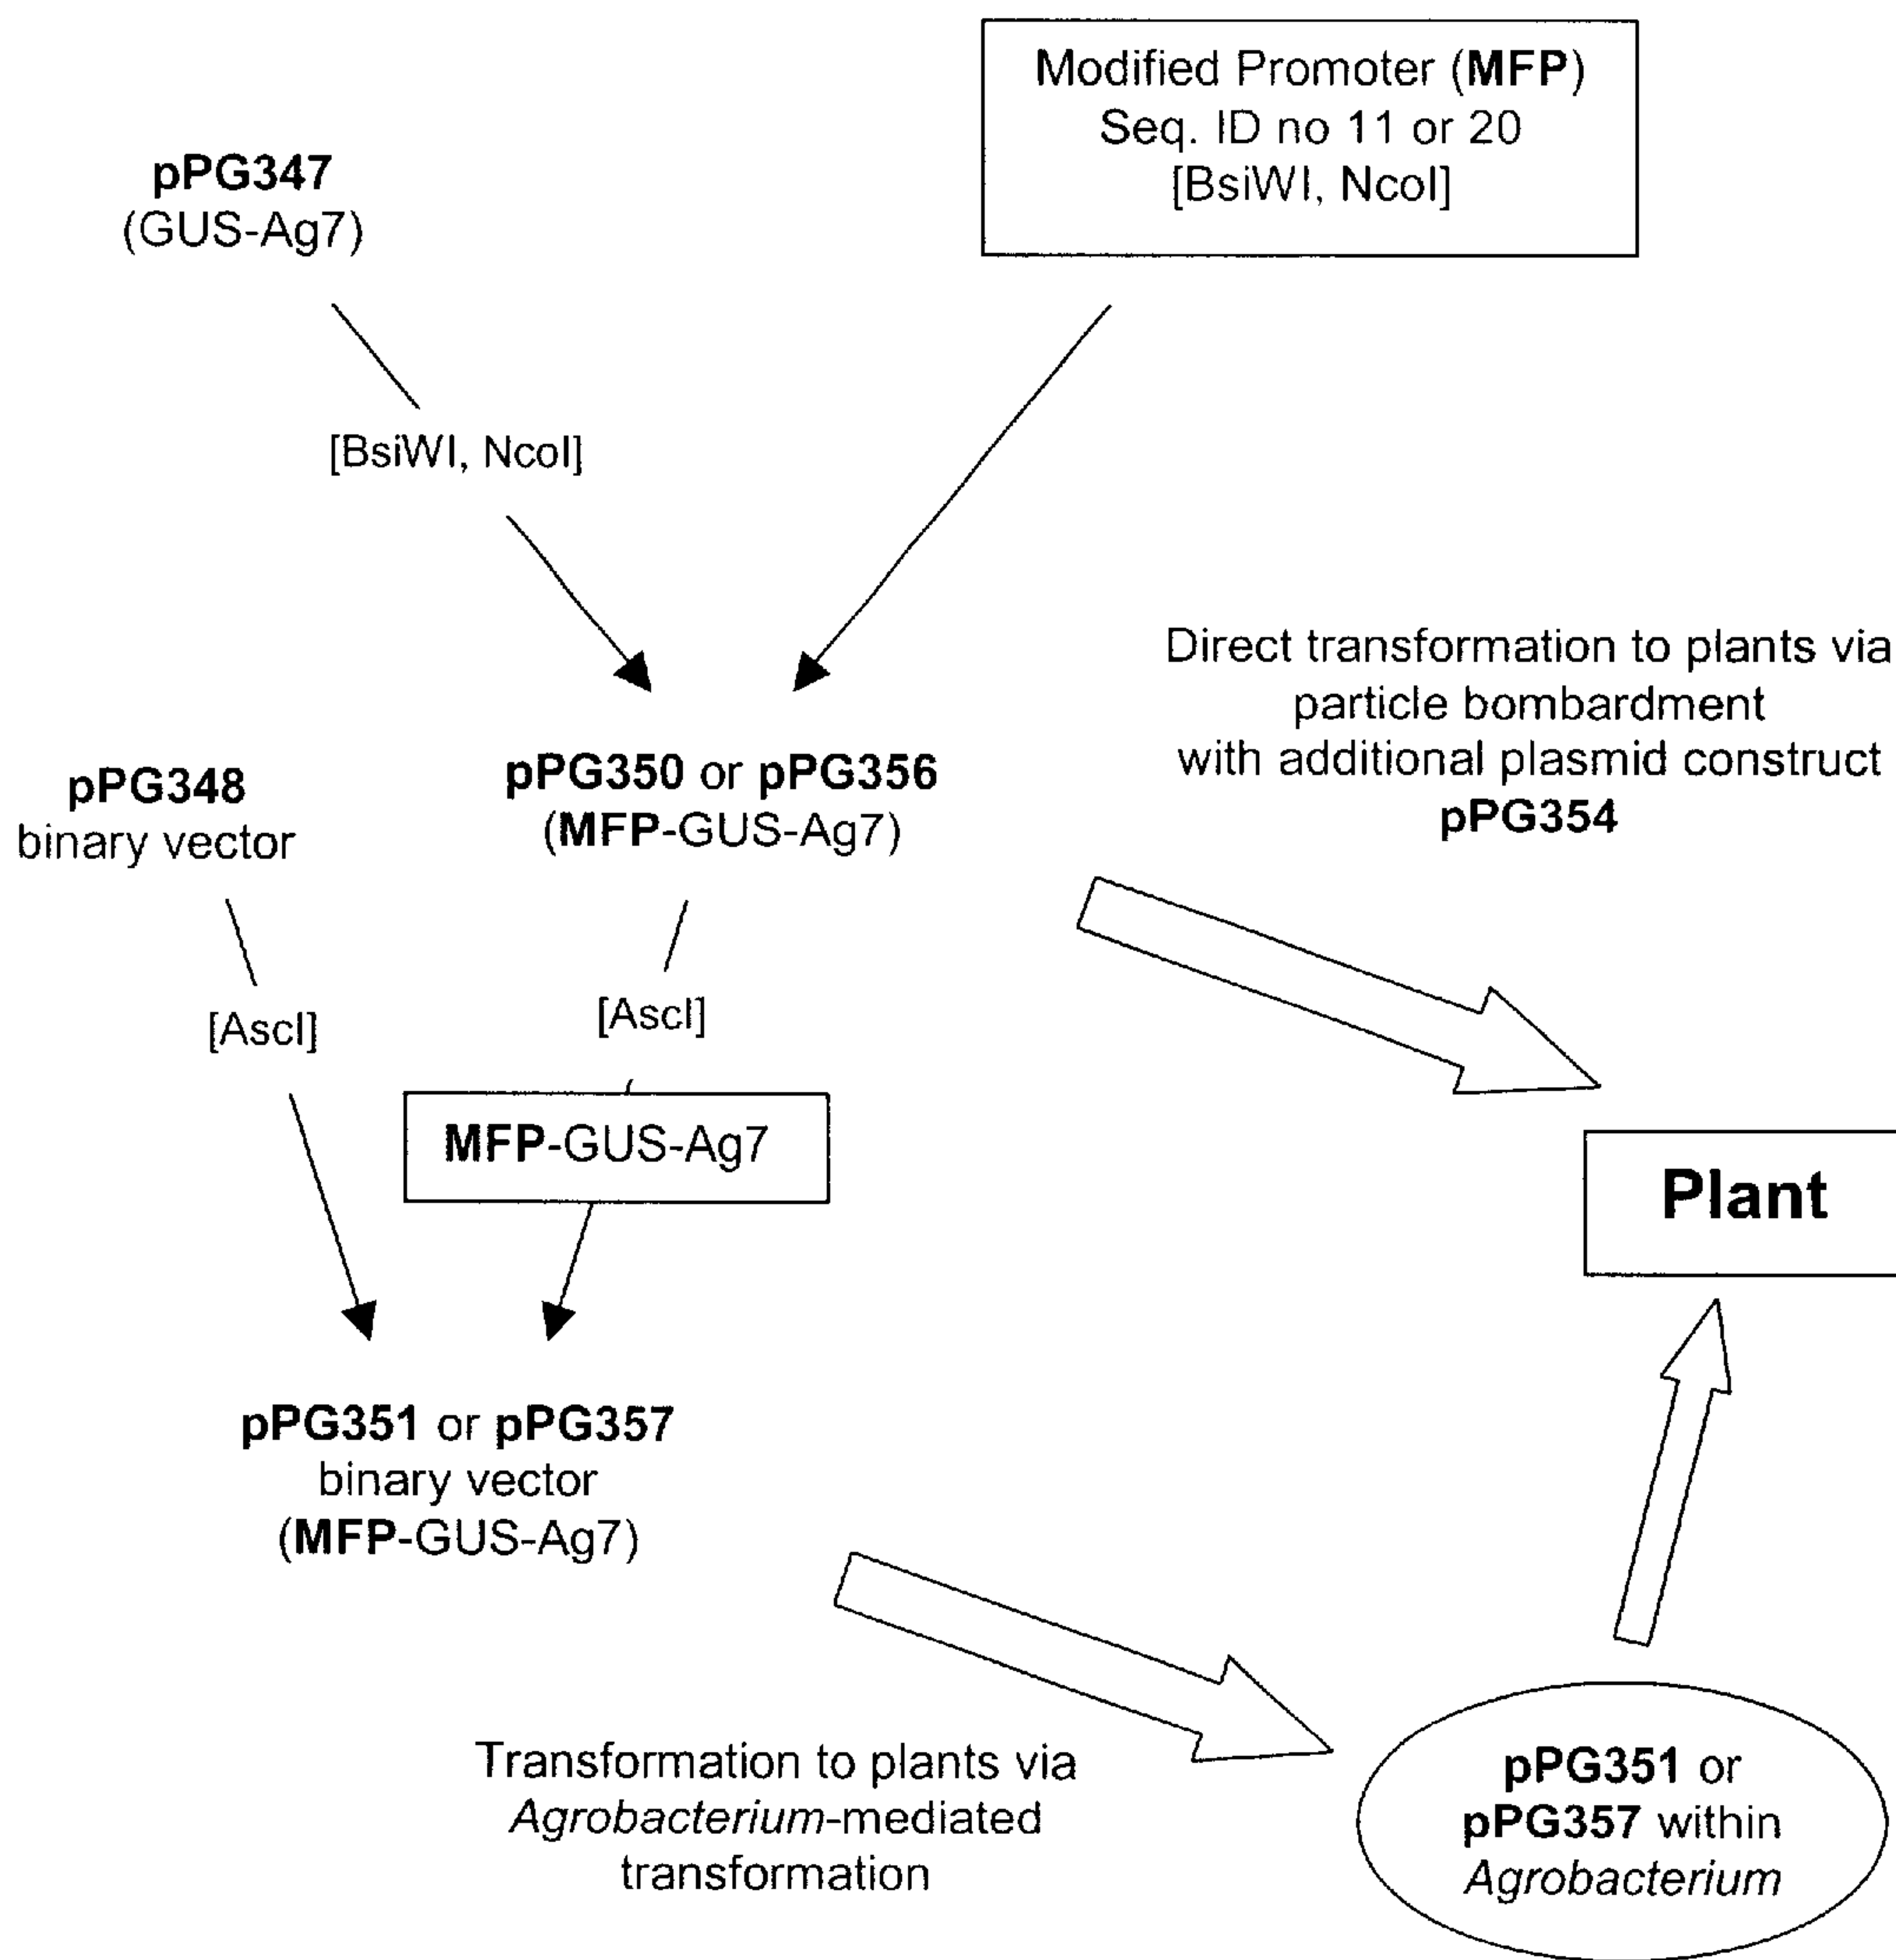 Modified Promoter (MFP)
Seq. ID no 11 or 20
[BsiWI, NcoI]
pPG347
(GUS-Ag7)
[BsiWI, NcoI]
Direct transformation to plants via
particle bombardment
with additional plasmid construct
pPG354
pPG348
binary vector
pPG350 or pPG356
(MFP-GUS-Ag7)
[AscI]
[AscI]
MFP-GUS-Ag7
Plant
pPG351 or pPG357
binary vector
(MFP-GUS-Ag7)
Transformation to plants via
Agrobacterium-mediated
transformation
pPG351 or
pPG357 within
Agrobacterium